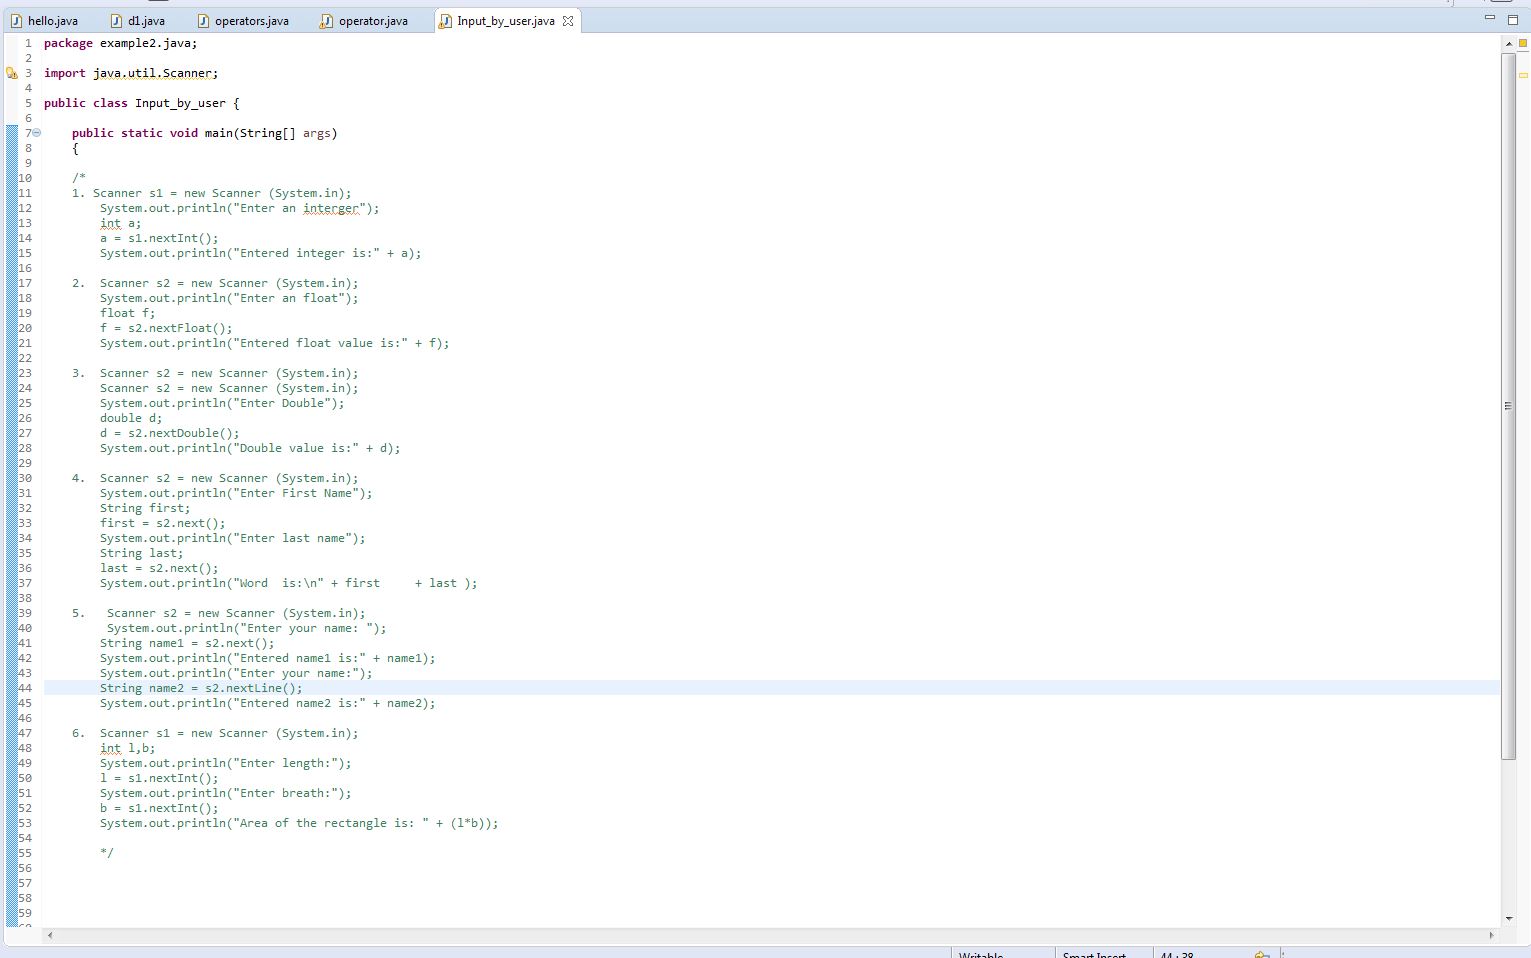 hello.java d1.java operators.java operator.java Input_by_user.java
1 package example2.java;
2
3 import java.util.Scanner;
4
5 public class Input_by_user {
6
7 public static void main(String[] args)
8 {
9
10 /*
11 1. Scanner s1 = new Scanner (System.in);
12 System.out.println("Enter an interger");
13 int a;
14 a = s1.nextInt();
15 System.out.println("Entered integer is:" + a);
16
17 2. Scanner s2 = new Scanner (System.in);
18 System.out.println("Enter an float");
19 float f;
20 f = s2.nextFloat();
21 System.out.println("Entered float value is:" + f);
22
23 3. Scanner s2 = new Scanner (System.in);
24 Scanner s2 = new Scanner (System.in);
25 System.out.println("Enter Double");
26 double d;
27 d = s2.nextDouble();
28 System.out.println("Double value is:" + d);
29
30 4. Scanner s2 = new Scanner (System.in);
31 System.out.println("Enter First Name");
32 String first;
33 first = s2.next();
34 System.out.println("Enter last name");
35 String last;
36 last = s2.next();
37 System.out.println("Word  is:\n" + first     + last );
38
39 5. Scanner s2 = new Scanner (System.in);
40 System.out.println("Enter your name: ");
41 String name1 = s2.next();
42 System.out.println("Entered name1 is:" + name1);
43 System.out.println("Enter your name:");
44 String name2 = s2.nextLine();
45 System.out.println("Entered name2 is:" + name2);
46
47 6. Scanner s1 = new Scanner (System.in);
48 int l,b;
49 System.out.println("Enter length:");
50 l = s1.nextInt();
51 System.out.println("Enter breath:");
52 b = s1.nextInt();
53 System.out.println("Area of the rectangle is: " + (l*b));
54
55 */
56
57
58
59
Writable Smart Insert 44 : 38